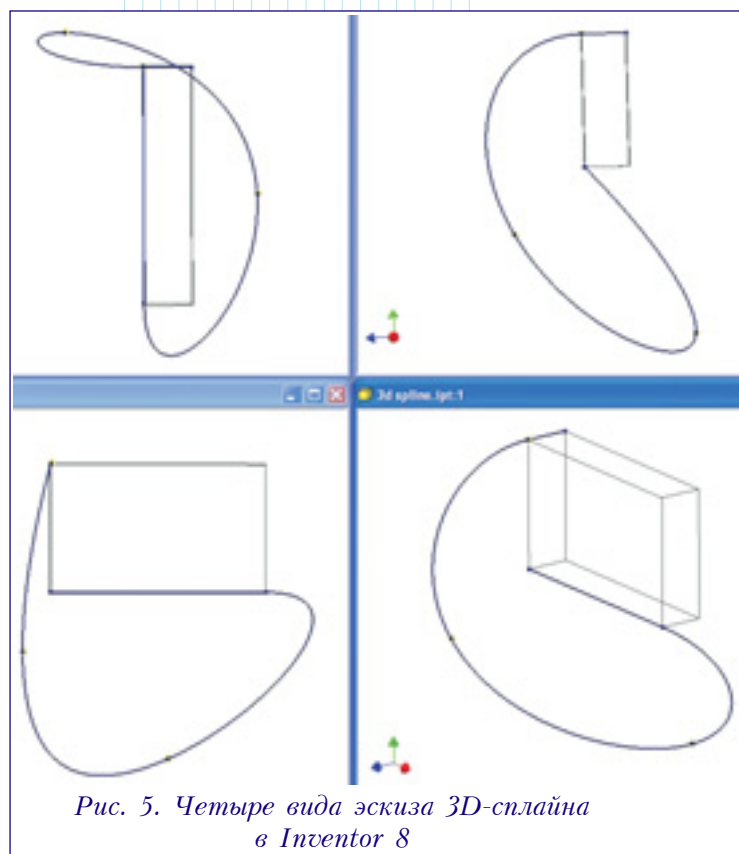 3d spline.ipt:1
Рис. 5. Четыре вида эскиза 3D-сплайна
в Inventor 8